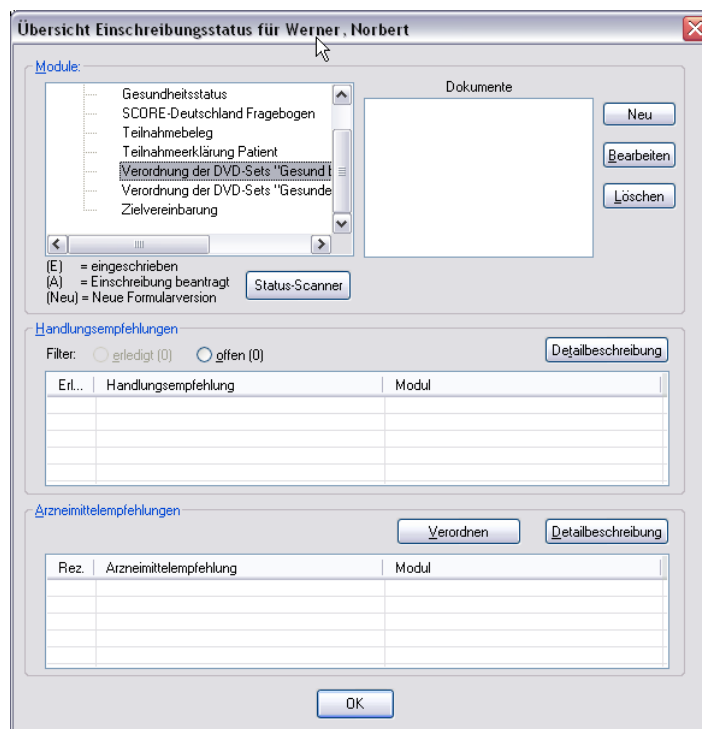 Übersicht Einschreibungsstatus für Werner, Norbert
Module:
Dokumente
Gesundheitsstatus
SCORE-Deutschland Fragebogen
Teilnahmebeleg
Teilnahmeerklärung Patient
Verordnung der DVD-Sets "Gesund
Verordnung der DVD-Sets "Gesunde
Zielvereinbarung
Neu
Bearbeiten
Löschen
(E) = eingeschrieben
(A) = Einschreibung beantragt
(Neu) = Neue Formularversion
Status-Scanner
Handlungsempfehlungen
Filter: erledigt (0) offen (0)
Detailbeschreibung
Erl... Handlungsempfehlung Modul
Arzneimittelempfehlungen
Verordnen Detailbeschreibung
Rez. Arzneimittelempfehlung Modul
OK